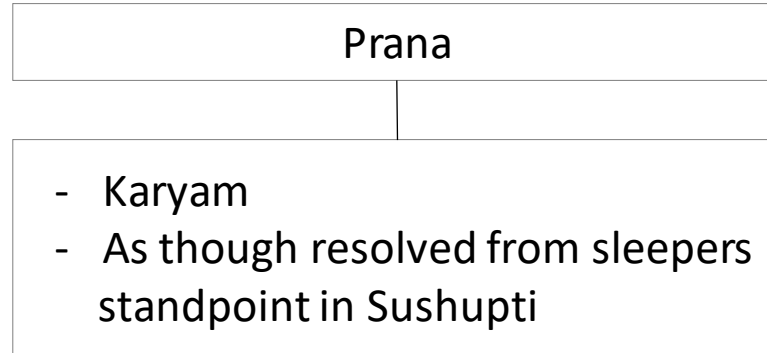 Prana
- Karyam
- As though resolved from sleepers
standpoint in Sushupti